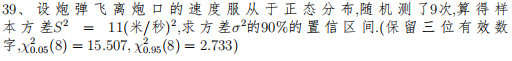 39、设炮弹飞离炮口的速度服从于正态分布,随机测了9次,算得样
本方差S² = 11(米/秒)²,求方差σ²的90%的置信区间.(保留三位有效数
字,χ²₀.₀₅(8) = 15.507, χ²₀.₉₅(8) = 2.733)